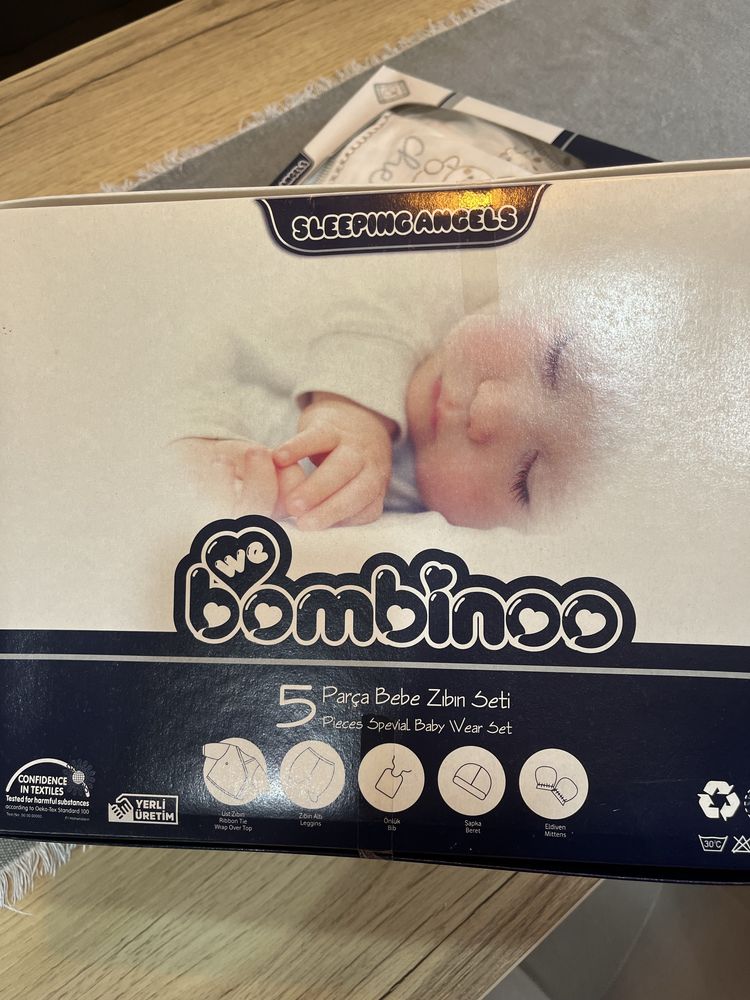 che
SLEEPING ANGELS
we
bombinoo
5 Parça Bebe Zıbın Seti
Pieces Spevial Baby Wear Set
CONFIDENCE
IN TEXTILES
Tested for harmful substances
according to Oeko-Tex Standard 100
YERLİ
ÜRETİM
Üst Zıbın
Ribbon Tie
Wrap Over Top
Zıbın Altı
Leggins
Önlük
Bib
Şapka
Beret
Eldiven
Mittens
30°C